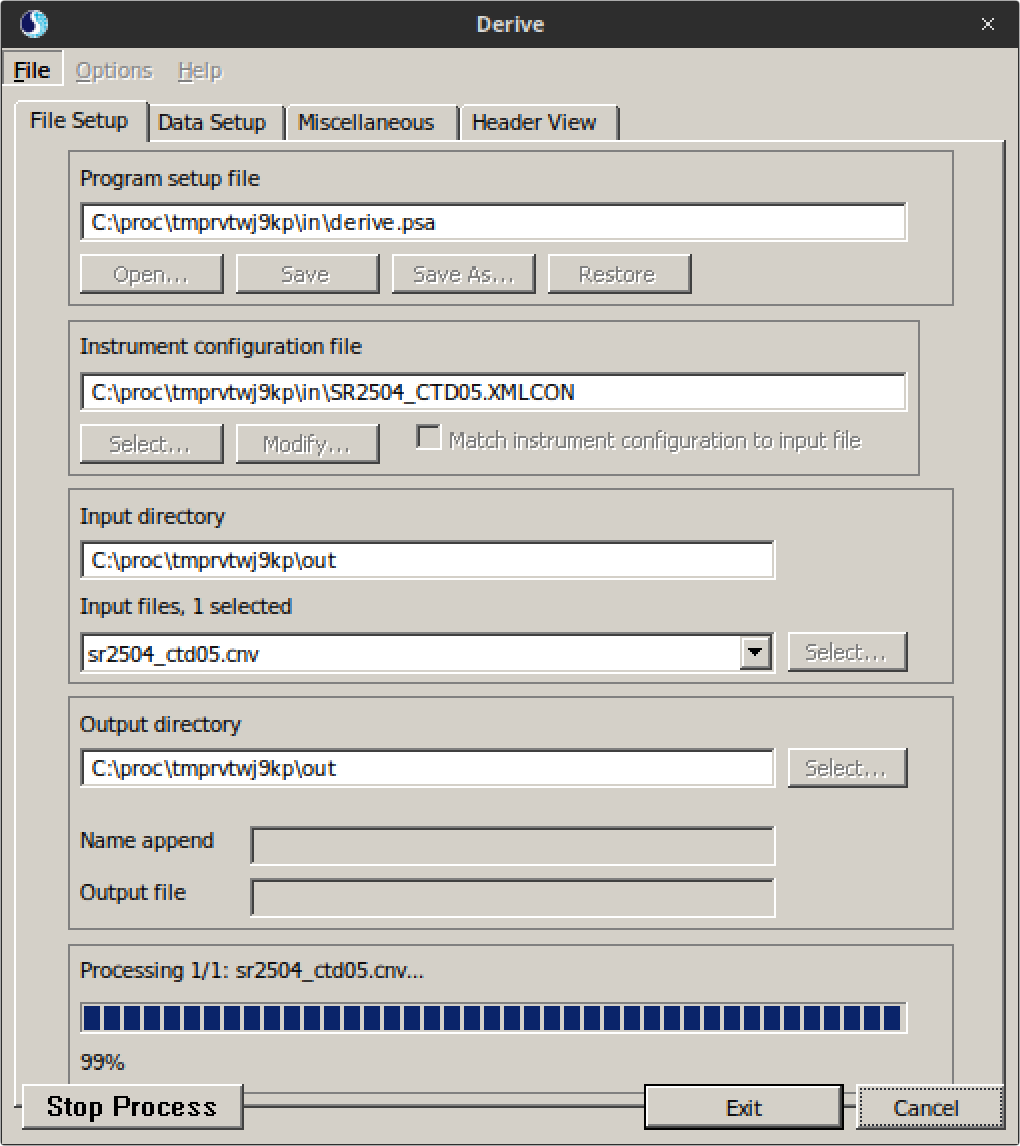 Derive
File Options Help
File Setup Data Setup Miscellaneous Header View
Program setup file
C:\proc\tmprvtwj9kp\in\derive.psa
Open... Save Save As... Restore
Instrument configuration file
C:\proc\tmprvtwj9kp\in\SR2504_CTD05.XMLCON
Select... Modify... Match instrument configuration to input file
Input directory
C:\proc\tmprvtwj9kp\out
Input files, 1 selected
sr2504_ctd05.cnv Select...
Output directory
C:\proc\tmprvtwj9kp\out Select...
Name append
Output file
Processing 1/1: sr2504_ctd05.cnv...
99%
Stop Process Exit Cancel